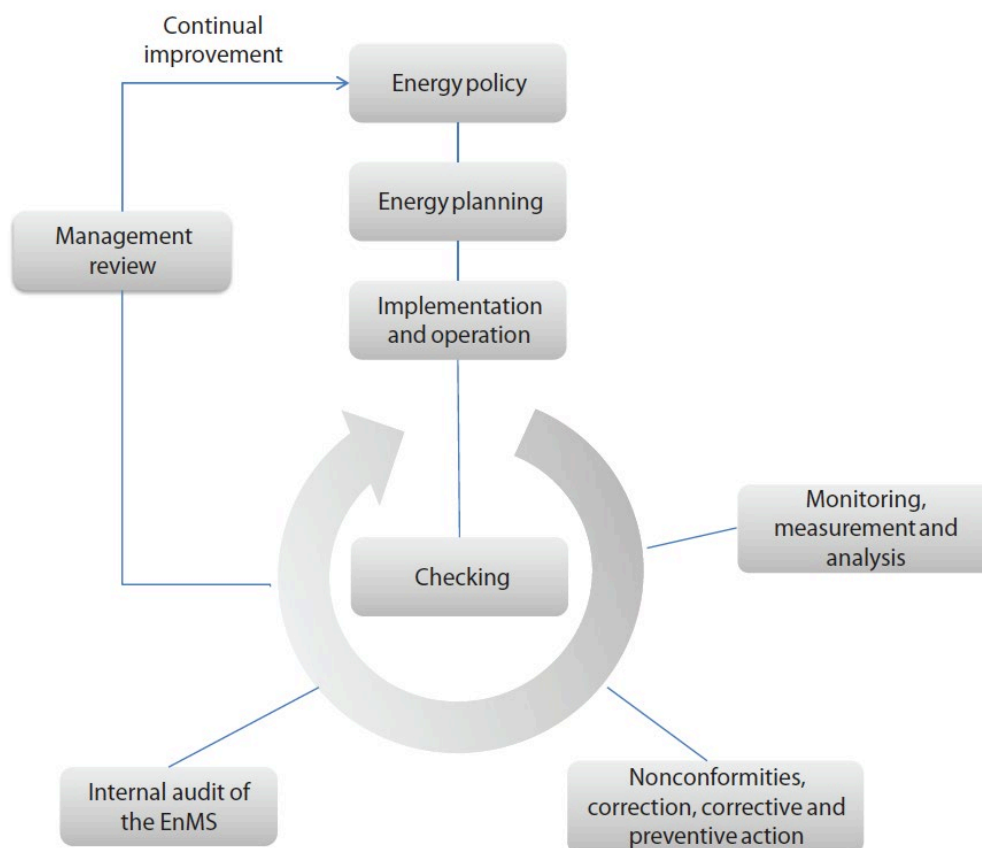 Continual
improvement
Energy policy
Energy planning
Management
review
Implementation
and operation
Monitoring,
measurement and
analysis
Checking
Internal audit of
the EnMS
Nonconformities,
correction, corrective and
preventive action